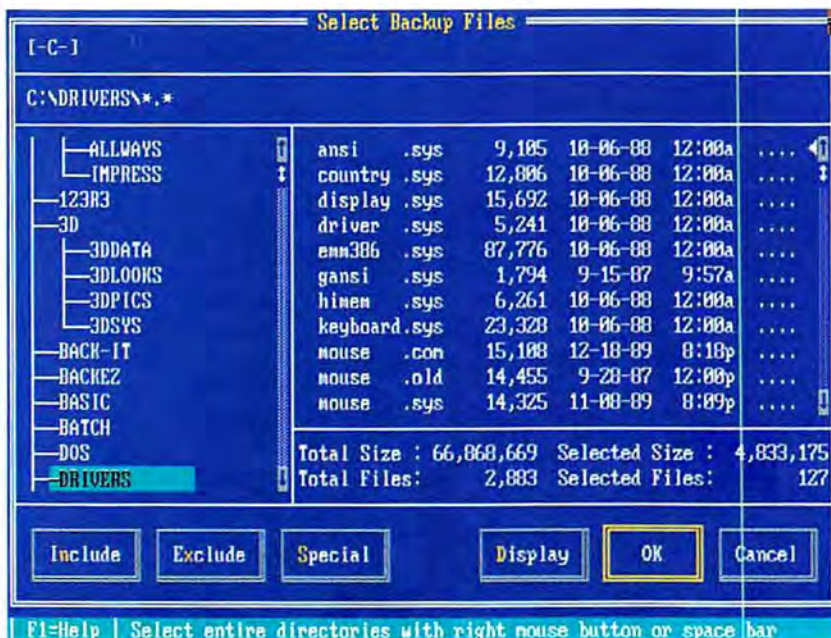 Select Backup Files
[-C-]
C:\DRIVERS\*.*
ALLWAYS
IMPRESS
123R3
3D
3DDATA
3DLOOKS
3DPICS
3DSYS
BACK-IT
BACKEZ
BASIC
BATCH
DOS
DRIVERS
ansi .sys 9,105 10-06-88 12:00a ....
country .sys 12,806 10-06-88 12:00a ....
display .sys 15,692 10-06-88 12:00a ....
driver .sys 5,241 10-06-88 12:00a ....
emm386 .sys 87,776 10-06-88 12:00a ....
gansi .sys 1,794 9-15-87 9:57a ....
himem .sys 6,261 10-06-88 12:00a ....
keyboard.sys 23,328 10-06-88 12:00a ....
mouse .com 15,108 12-18-89 8:18p ....
mouse .old 14,455 9-28-87 12:00p ....
mouse .sys 14,325 11-08-89 8:09p ....
Total Size : 66,868,669 Selected Size : 4,833,175
Total Files: 2,883 Selected Files: 127
Include Exclude Special Display OK Cancel
F1=Help | Select entire directories with right mouse button or space bar